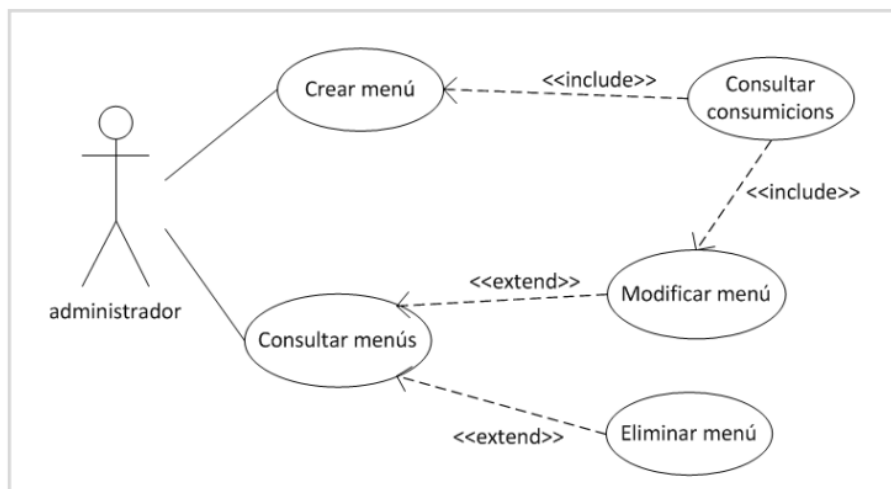 Crear menú
<<include>>
Consultar
consumicions
<<include>>
administrador
<<extend>>
Modificar menú
Consultar menús
<<extend>>
Eliminar menú